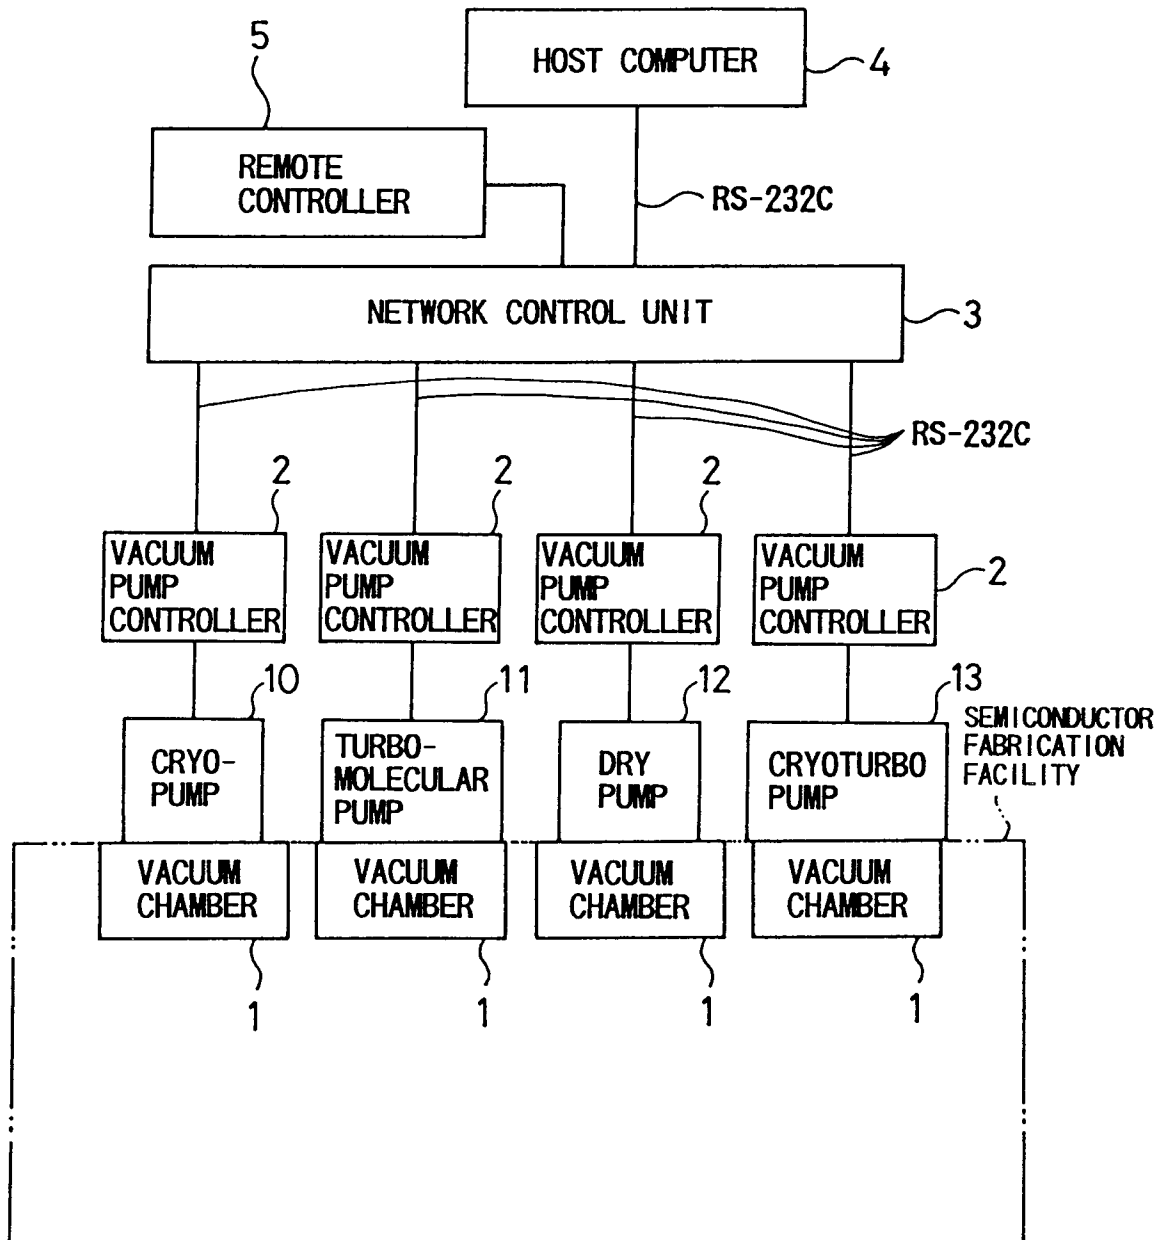 5
HOST COMPUTER
4
REMOTE
CONTROLLER
RS-232C
NETWORK CONTROL UNIT
3
RS-232C
2
2
2
VACUUM
PUMP
CONTROLLER
VACUUM
PUMP
CONTROLLER
VACUUM
PUMP
CONTROLLER
VACUUM
PUMP
CONTROLLER
2
10
11
12
13
SEMICONDUCTOR
FABRICATION
FACILITY
CRYO-
PUMP
TURBO-
MOLECULAR
PUMP
DRY
PUMP
CRYOTURBO
PUMP
VACUUM
CHAMBER
VACUUM
CHAMBER
VACUUM
CHAMBER
VACUUM
CHAMBER
1
1
1
1